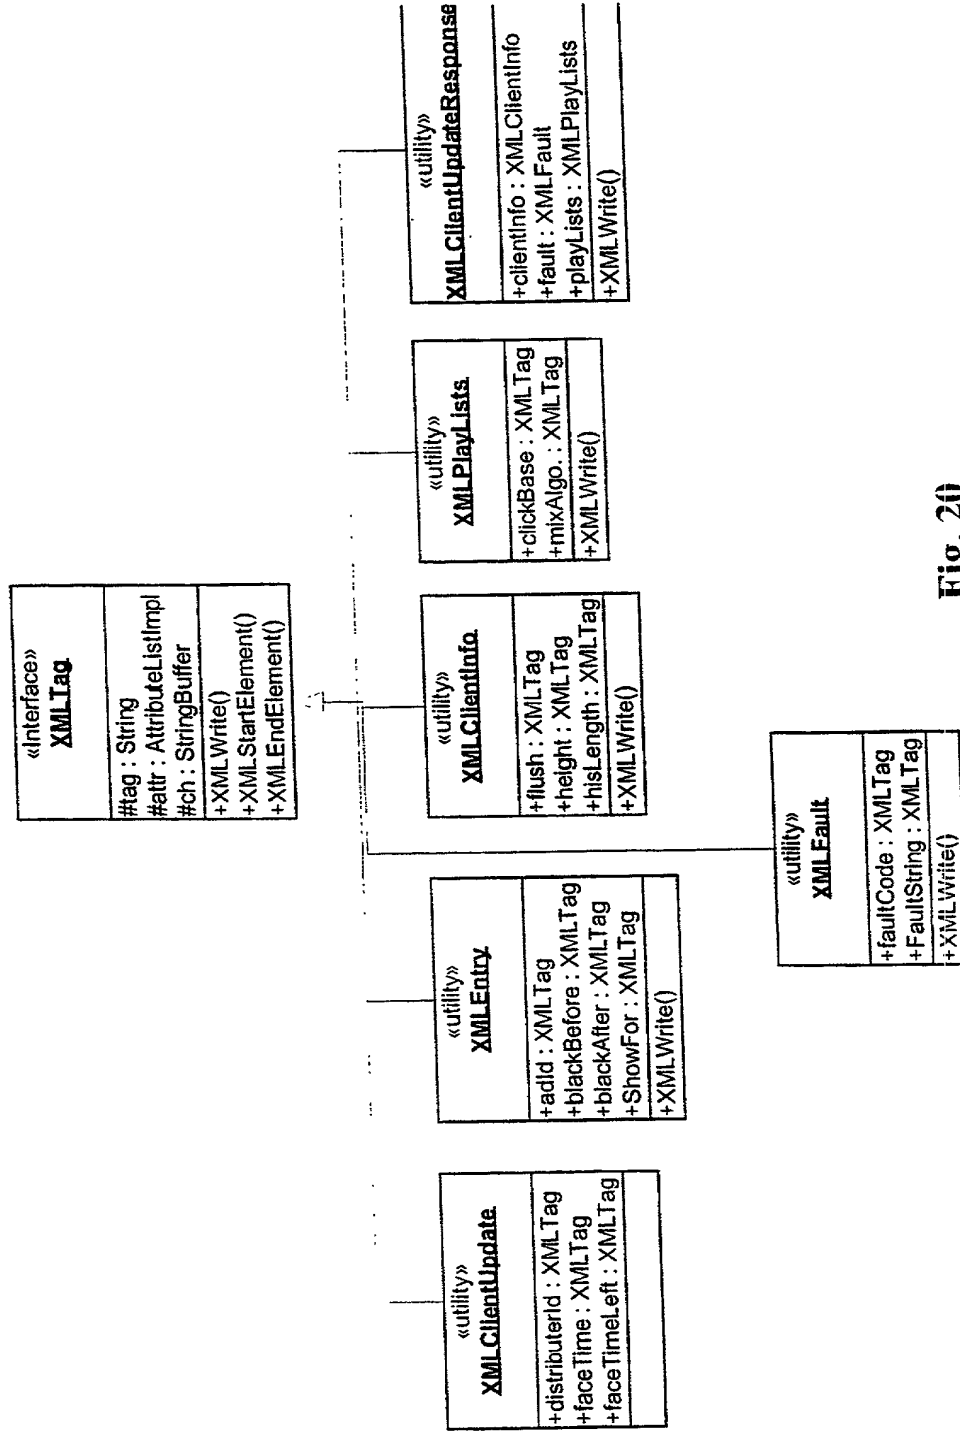 «Interface»
XMLTag
#tag : String
#attr : AttributeListImpl
#ch : StringBuffer
+XMLWrite()
+XMLStartElement()
+XMLEndElement()
«utility»
XMLClientUpdate
+distributerId : XMLTag
+faceTime : XMLTag
+faceTimeLeft : XMLTag
«utility»
XMLEntry
+adId : XMLTag
+blackBefore : XMLTag
+blackAfter : XMLTag
+ShowFor : XMLTag
+XMLWrite()
«utility»
XMLClientInfo
+flush : XMLTag
+height : XMLTag
+hisLength : XMLTag
+XMLWrite()
«utility»
XMLPlayLists
+clickBase : XMLTag
+mixAlgo. : XMLTag
+XMLWrite()
«utility»
XMLClientUpdateResponse
+clientInfo : XMLClientInfo
+fault : XMLFault
+playLists : XMLPlayLists
+XMLWrite()
«utility»
XMLFault
+faultCode : XMLTag
+FaultString : XMLTag
+XMLWrite()
Fig. 20